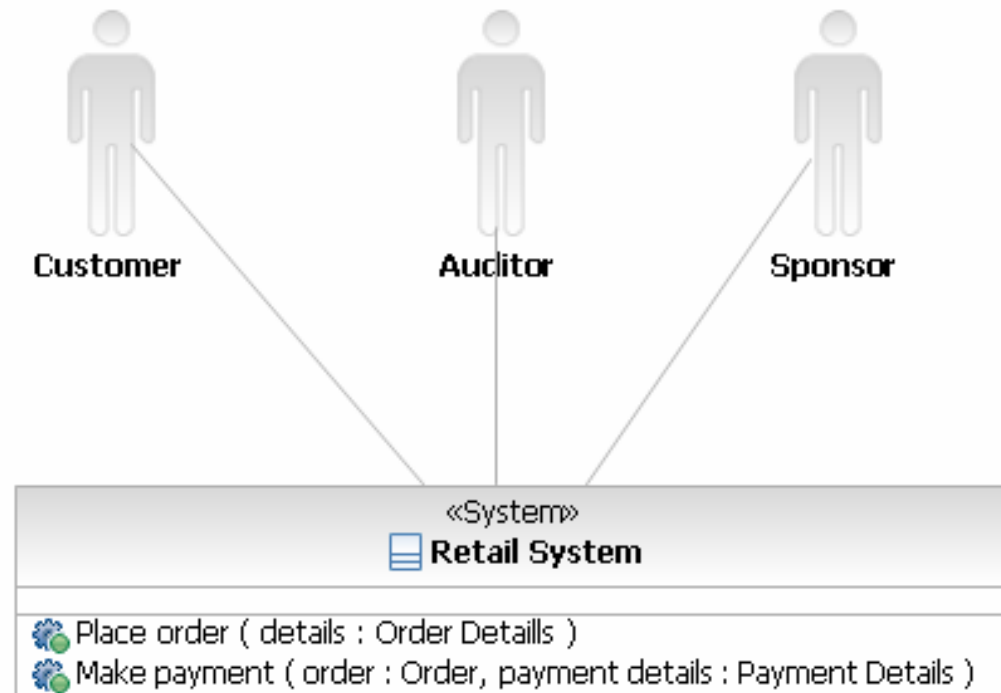 Customer
Auditor
Sponsor
«System»
Retail System
Place order ( details : Order Detaills )
Make payment ( order : Order, payment details : Payment Details )